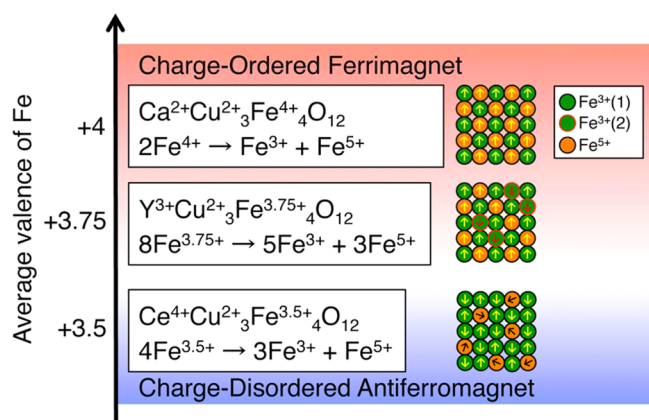 Average valence of Fe
Charge-Ordered Ferrimagnet
+4
Ca²⁺Cu²⁺₃Fe⁴⁺₄O₁₂
2Fe⁴⁺ → Fe³⁺ + Fe⁵⁺
Fe³⁺(1)
Fe³⁺(2)
Fe⁵⁺
+3.75
Y³⁺Cu²⁺₃Fe³·⁷⁵⁺₄O₁₂
8Fe³·⁷⁵⁺ → 5Fe³⁺ + 3Fe⁵⁺
+3.5
Ce⁴⁺Cu²⁺₃Fe³·⁵⁺₄O₁₂
4Fe³·⁵⁺ → 3Fe³⁺ + Fe⁵⁺
Charge-Disordered Antiferromagnet